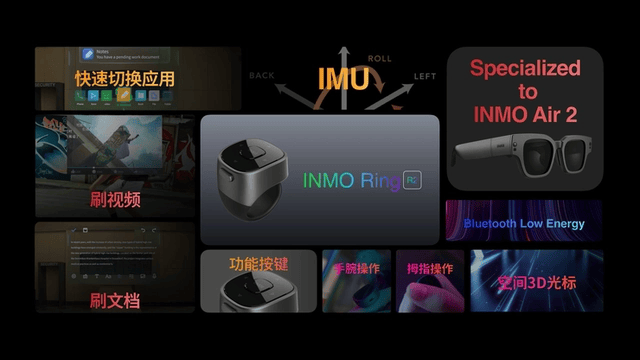 Notes
You have a pending work document
快速切换应用
BACK
IMU
ROLL
LEFT
Specialized
to
INMO Air 2
刷视频
INMO Ring
Bluetooth Low Energy
刷文档
功能按键
手腕操作
拇指操作
空间3D光标